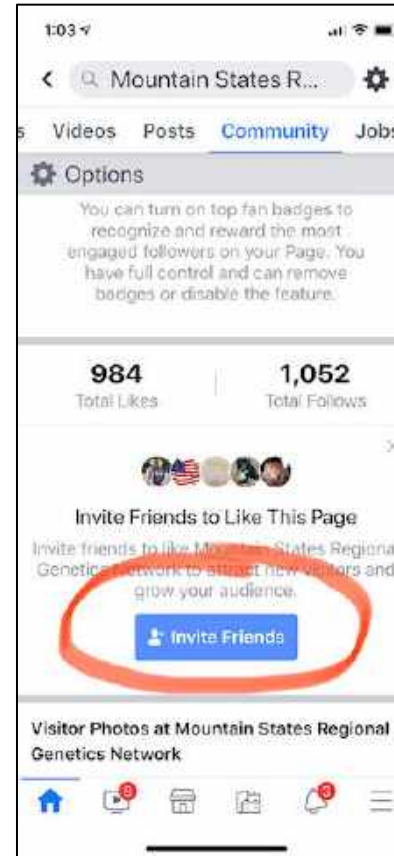 1:03
Mountain States R...
s Videos Posts Community Jobs
Options
You can turn on top fan badges to
recognize and reward the most
engaged followers on your Page. You
have full control and can remove
badges or disable the feature.
984 1,052
Total Likes Total Follows
Invite Friends to Like This Page
Invite friends to like Mountain States Regiona
Genetics Network to attract new visitors and
grow your audience.
Invite Friends
Visitor Photos at Mountain States Regional
Genetics Network
3